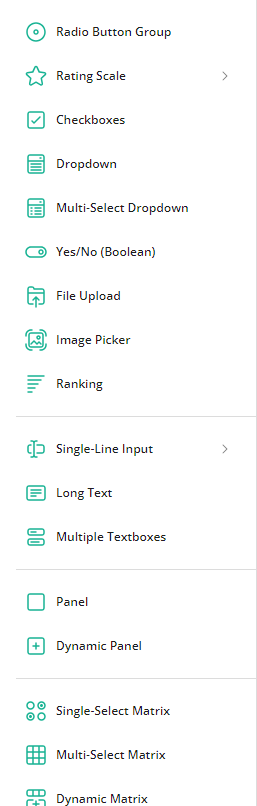 Radio Button Group
Rating Scale
Checkboxes
Dropdown
Multi-Select Dropdown
Yes/No (Boolean)
File Upload
Image Picker
Ranking
Single-Line Input
Long Text
Multiple Textboxes
Panel
Dynamic Panel
Single-Select Matrix
Multi-Select Matrix
Dynamic Matrix